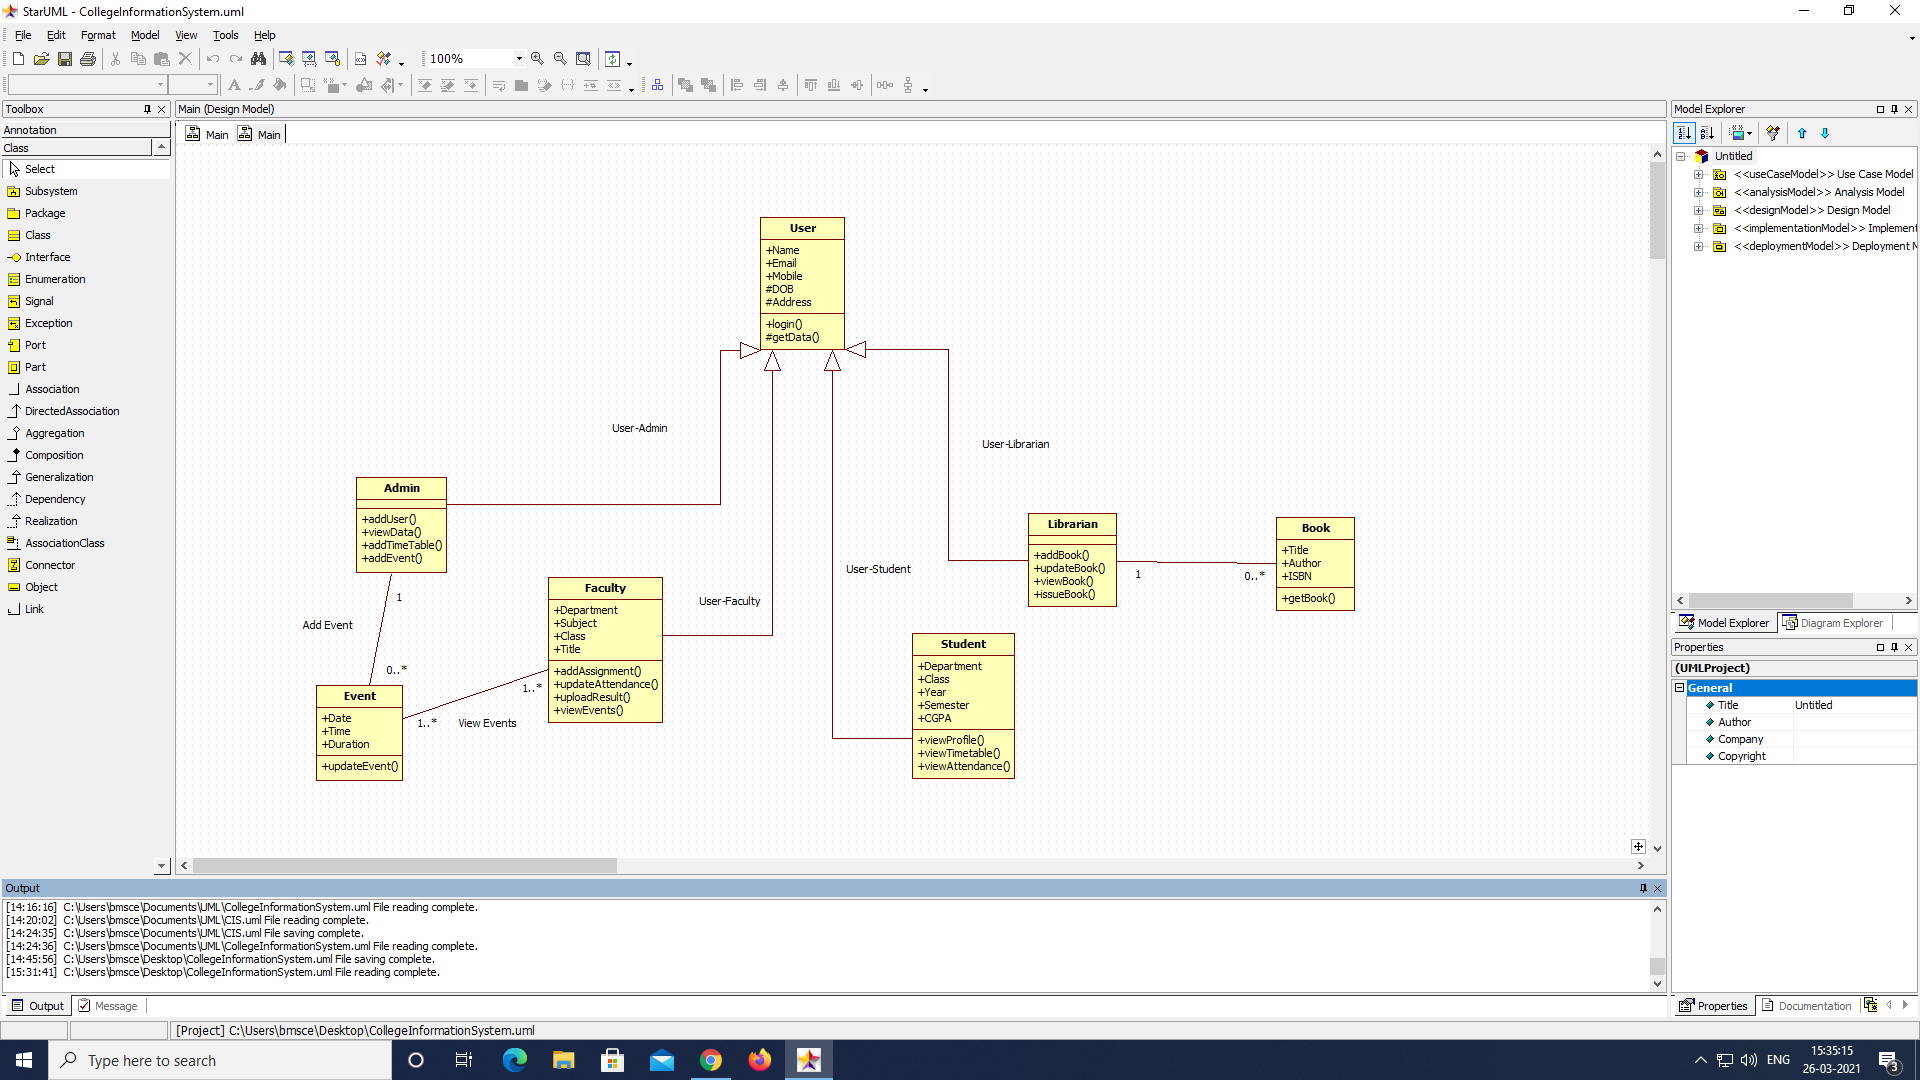 StarUML - CollegeInformationSystem.uml
File Edit Format Model View Tools Help
100%
Toolbox
Annotation
Class
Select
Subsystem
Package
Class
Interface
Enumeration
Signal
Exception
Port
Part
Association
DirectedAssociation
Aggregation
Composition
Generalization
Dependency
Realization
AssociationClass
Connector
Object
Link
Main (Design Model)
Main Main
User
+Name
+Email
+Mobile
#DOB
#Address
+login()
#getData()
User-Admin
User-Librarian
Admin
+addUser()
+viewData()
+addTimeTable()
+addEvent()
1
Add Event
0..*
Event
+Date
+Time
+Duration
+updateEvent()
1..*
View Events
1..*
Faculty
+Department
+Subject
+Class
+Title
+addAssignment()
+updateAttendance()
+uploadResult()
+viewEvents()
User-Faculty
User-Student
Student
+Department
+Class
+Year
+Semester
+CGPA
+viewProfile()
+viewTimetable()
+viewAttendance()
Librarian
+addBook()
+updateBook()
+viewBook()
+issueBook()
1
0..*
Book
+Title
+Author
+ISBN
+getBook()
Model Explorer
Untitled
<<useCaseModel>> Use Case Model
<<analysisModel>> Analysis Model
<<designModel>> Design Model
<<implementationModel>> Implement
<<deploymentModel>> Deployment M
Model Explorer Diagram Explorer
Properties
(UMLProject)
General
Title Untitled
Author
Company
Copyright
Properties Documentation
Output
[14:16:16] C:\Users\bmsce\Documents\UML\CollegeInformationSystem.uml File reading complete.
[14:20:02] C:\Users\bmsce\Documents\UML\CIS.uml File reading complete.
[14:24:35] C:\Users\bmsce\Documents\UML\CIS.uml File saving complete.
[14:24:36] C:\Users\bmsce\Documents\UML\CollegeInformationSystem.uml File reading complete.
[14:45:56] C:\Users\bmsce\Desktop\CollegeInformationSystem.uml File saving complete.
[15:31:41] C:\Users\bmsce\Desktop\CollegeInformationSystem.uml File reading complete.
Output Message
[Project] C:\Users\bmsce\Desktop\CollegeInformationSystem.uml
Type here to search
ENG
15:35:15
26-03-2021
3